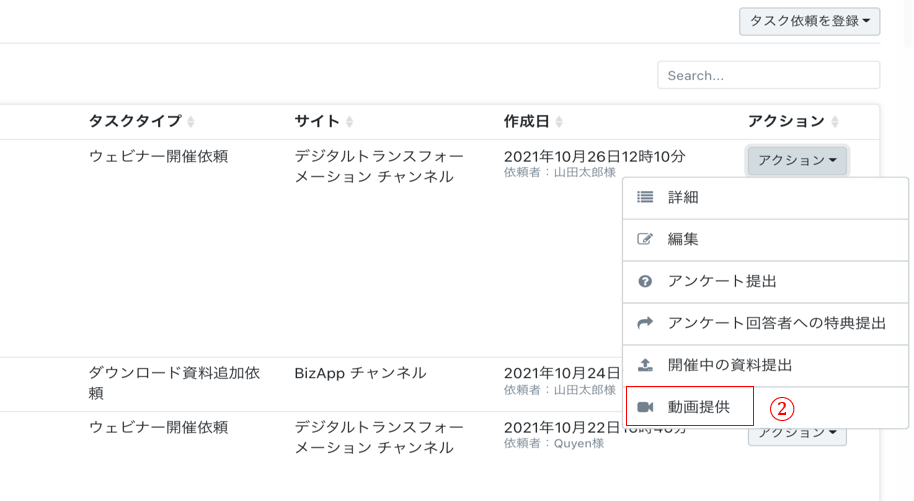 タスク依頼を登録
Search...
タスクタイプ サイト 作成日 アクション
ウェビナー開催依頼 デジタルトランスフォー 2021年10月26日12時10分 アクション
メーション チャンネル 依頼者：山田太郎様
詳細
編集
アンケート提出
アンケート回答者への特典提出
開催中の資料提出
動画提供 ②
ダウンロード資料追加依 BizApp チャンネル 2021年10月24日
頼 依頼者：山田太郎様
ウェビナー開催依頼 デジタルトランスフォー 2021年10月22日
メーション チャンネル 依頼者：Quyen様
アクション